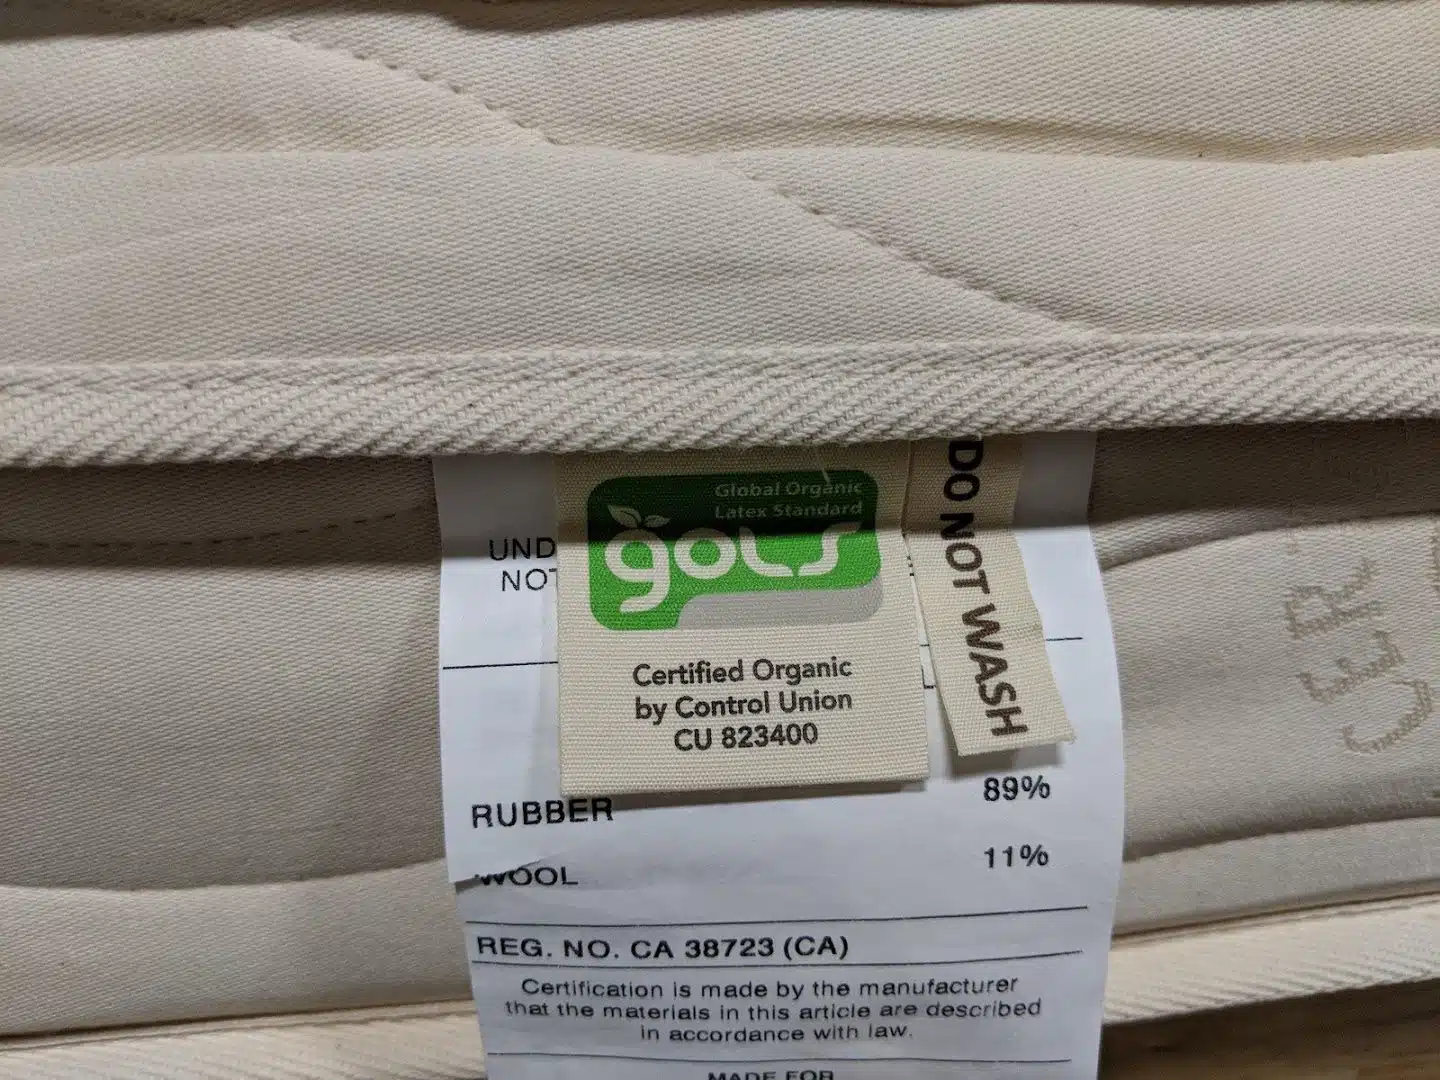 Global Organic
Latex Standard
gols
Certified Organic
by Control Union
CU 823400
DO NOT WASH
UND
NOT
RUBBER 89%
WOOL 11%
REG. NO. CA 38723 (CA)
Certification is made by the manufacturer
that the materials in this article are described
in accordance with law.
MADE FOR